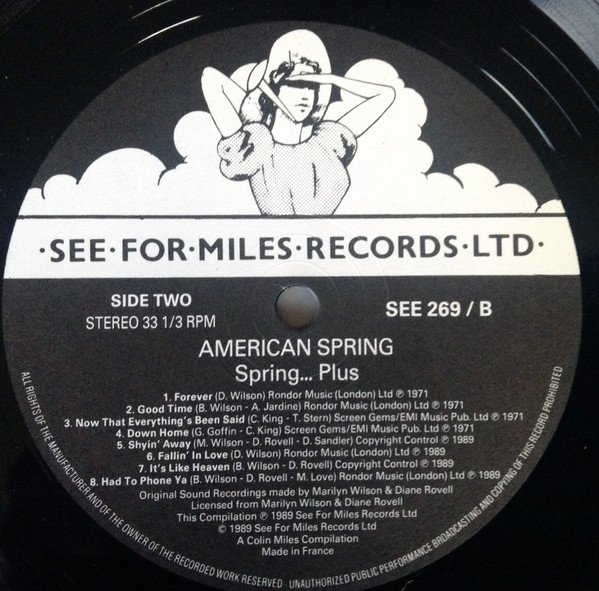 ·SEE·FOR·MILES·RECORDS·LTD·
SIDE TWO
STEREO 33 1/3 RPM
SEE 269 / B
AMERICAN SPRING
Spring... Plus
1. Forever (D. Wilson) Rondor Music (London) Ltd ℗ 1971
2. Good Time (B. Wilson - A. Jardine) Rondor Music (London) Ltd ℗ 1971
3. Now That Everything's Been Said (C. King - T. Stern) Screen Gems/EMI Music Pub. Ltd ℗ 1971
4. Down Home (G. Goffin - C. King) Screen Gems/EMI Music Pub. Ltd ℗ 1971
5. Shyin' Away (M. Wilson - D. Rovell - D. Sandler) Copyright Control ℗ 1989
6. Fallin' In Love (D. Wilson) Rondor Music (London) Ltd ℗ 1989
7. It's Like Heaven (B. Wilson - D. Rovell) Copyright Control ℗ 1989
8. Had To Phone Ya (B. Wilson - D. Rovell - M. Love) Rondor Music (London) Ltd ℗ 1989
Original Sound Recordings made by Marilyn Wilson & Diane Rovell
Licensed from Marilyn Wilson & Diane Rovell
This Compilation ℗ 1989 See For Miles Records Ltd
© 1989 See For Miles Records Ltd
A Colin Miles Compilation
Made in France
ALL RIGHTS OF THE MANUFACTURER AND OF THE OWNER OF THE RECORDED WORK RESERVED · UNAUTHORIZED PUBLIC PERFORMANCE BROADCASTING AND COPYING OF THIS RECORD PROHIBITED